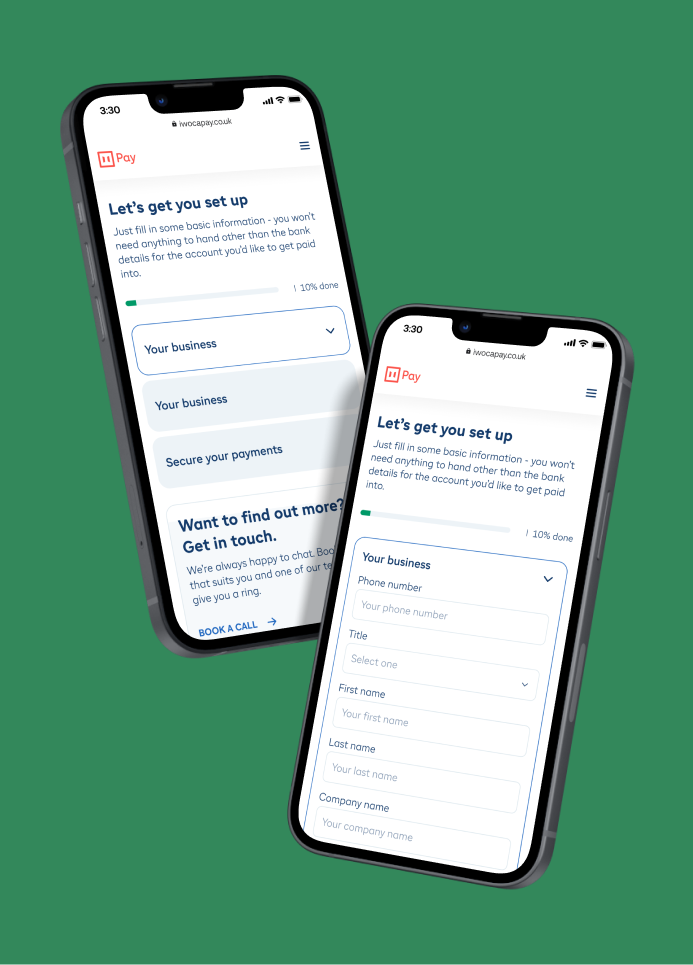 3:30
iwocapay.co.uk
Pay
Let's get you set up
Just fill in some basic information - you won't
need anything to hand other than the bank
details for the account you'd like to get paid
into.
10% done
Your business
Your business
Secure your payments
Want to find out more?
Get in touch.
We're always happy to chat.
that suits you and one of our
give you a ring.
BOOK A CALL
3:30
iwocapay.co.uk
Pay
Let's get you set up
Just fill in some basic information - you won't
need anything to hand other than the bank
details for the account you'd like to get paid
into.
10% done
Your business
Phone number
Your phone number
Title
Select one
First name
Your first name
Last name
Your last name
Company name
Your company name